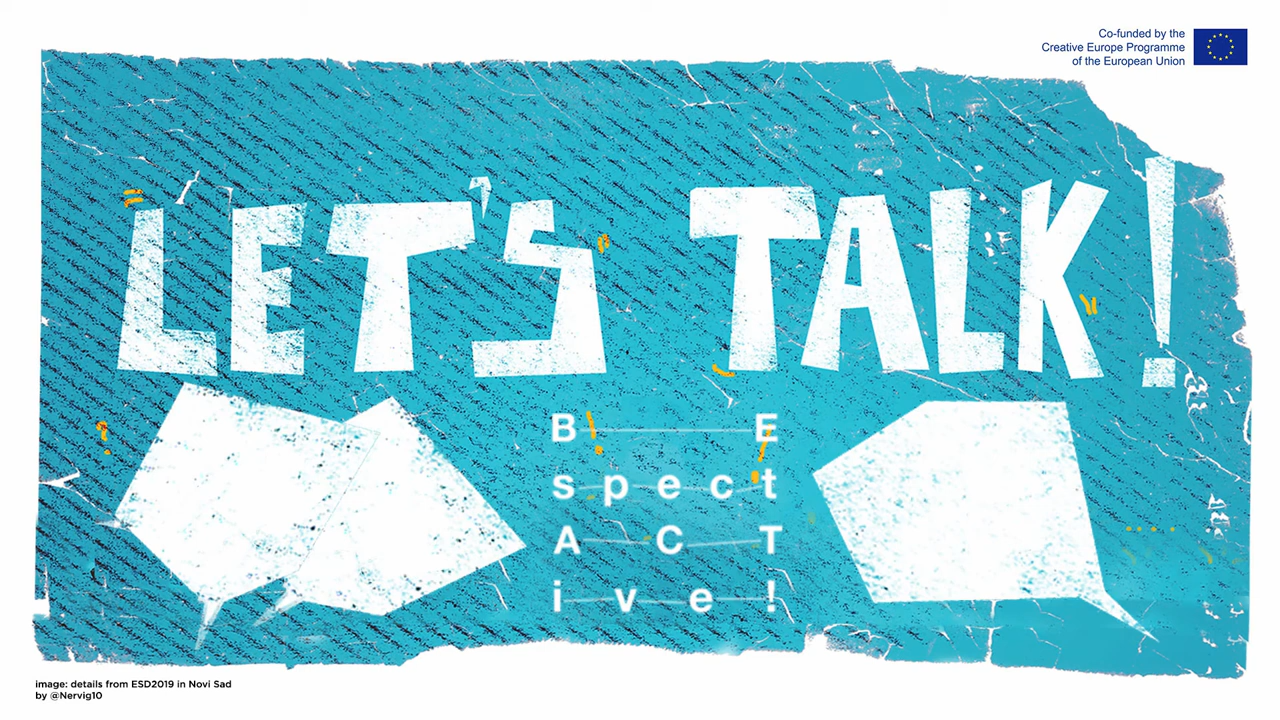 Co-funded by the
Creative Europe Programme
of the European Union
LET'S TALK!
B E
spect
ACT
ive!
image: details from ESD2019 in Novi Sad
by @Nervig10